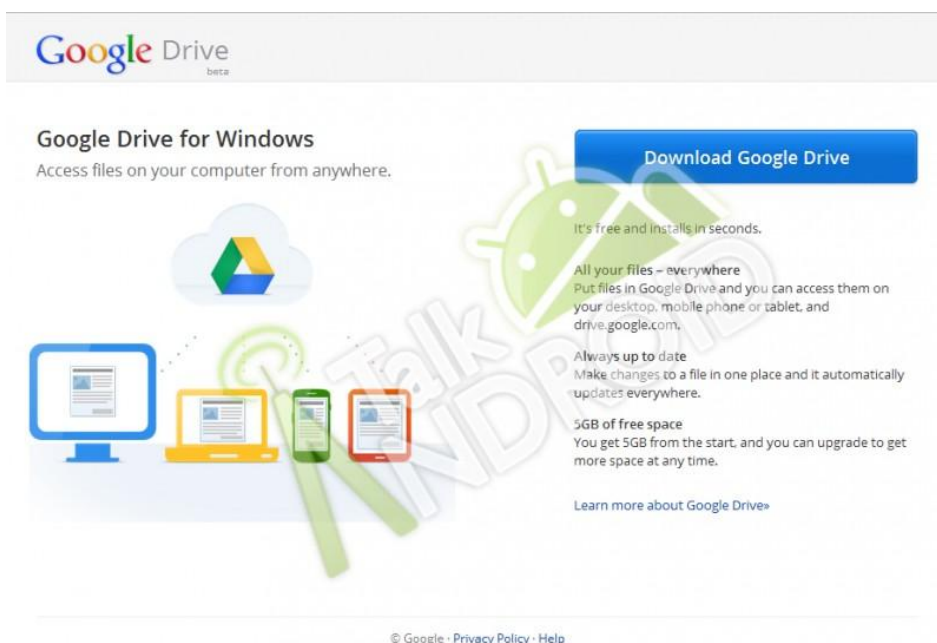 Google Drive
beta
Google Drive for Windows
Access files on your computer from anywhere.
Download Google Drive
It's free and installs in seconds.
All your files – everywhere
Put files in Google Drive and you can access them on
your desktop, mobile phone or tablet, and
drive.google.com.
Always up to date
Make changes to a file in one place and it automatically
updates everywhere.
5GB of free space
You get 5GB from the start, and you can upgrade to get
more space at any time.
Learn more about Google Drive»
Talk
ANDROID
© Google · Privacy Policy · Help